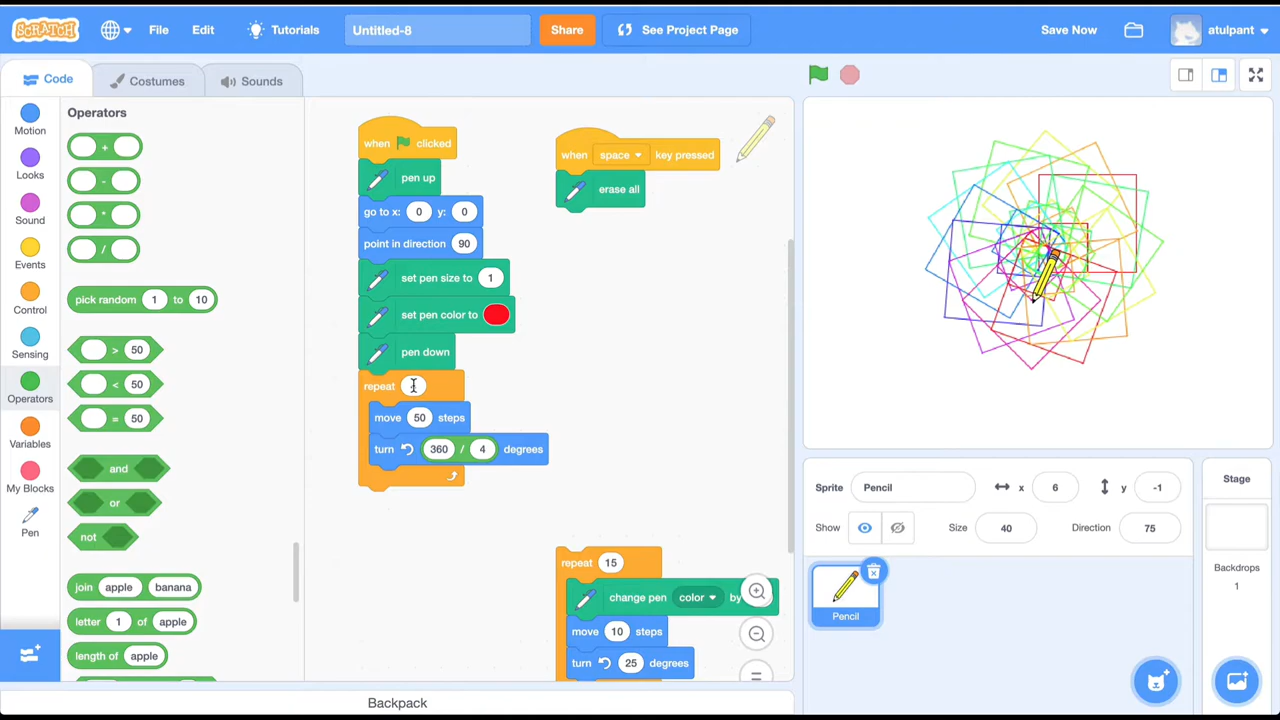 SCRATCH File Edit Tutorials Untitled-8 Share See Project Page Save Now atulpant
Code Costumes Sounds
Motion
Looks
Sound
Events
Control
Sensing
Operators
Variables
My Blocks
Pen
Operators
+
-
*
/
pick random 1 to 10
> 50
< 50
= 50
and
or
not
join apple banana
letter 1 of apple
length of apple
when clicked
pen up
go to x: 0 y: 0
point in direction 90
set pen size to 1
set pen color to
pen down
repeat
move 50 steps
turn 360 / 4 degrees
when space key pressed
erase all
repeat 15
change pen color by
move 10 steps
turn 25 degrees
Sprite Pencil x 6 y -1
Show Size 40 Direction 75
Pencil
Stage
Backdrops
1
Backpack